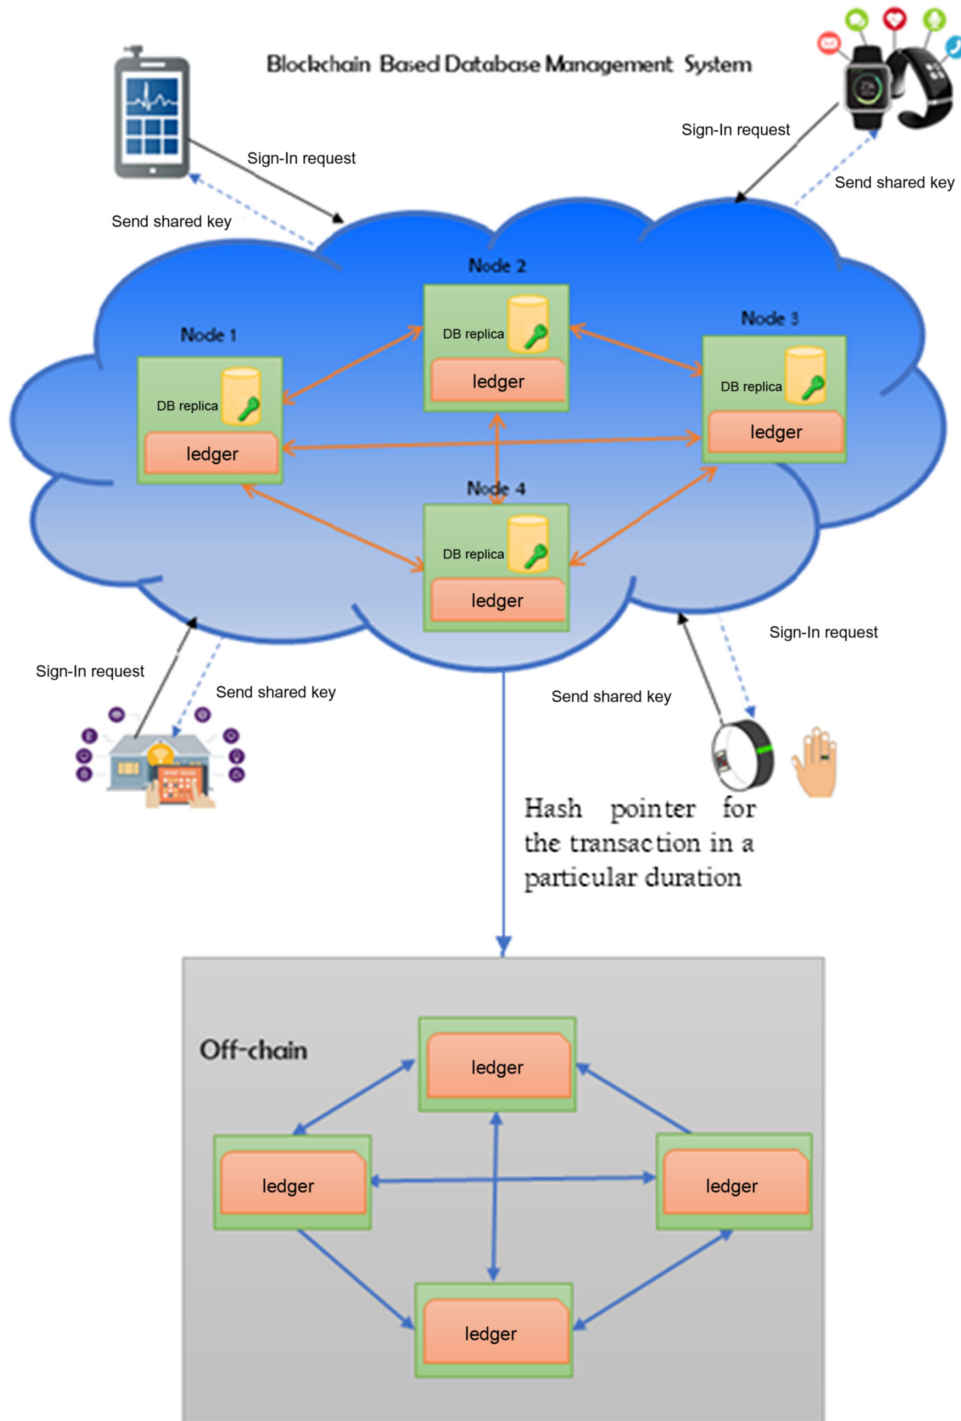 Blockchain Based Database Management System
Sign-In request
Sign-In request
Send shared key
Send shared key
Node 2
Node 1
Node 3
DB replica
ledger
DB replica
ledger
DB replica
ledger
Node 4
DB replica
ledger
Sign-In request
Send shared key
Sign-In request
Send shared key
Hash pointer for
the transaction in a
particular duration
Off-chain
ledger
ledger
ledger
ledger